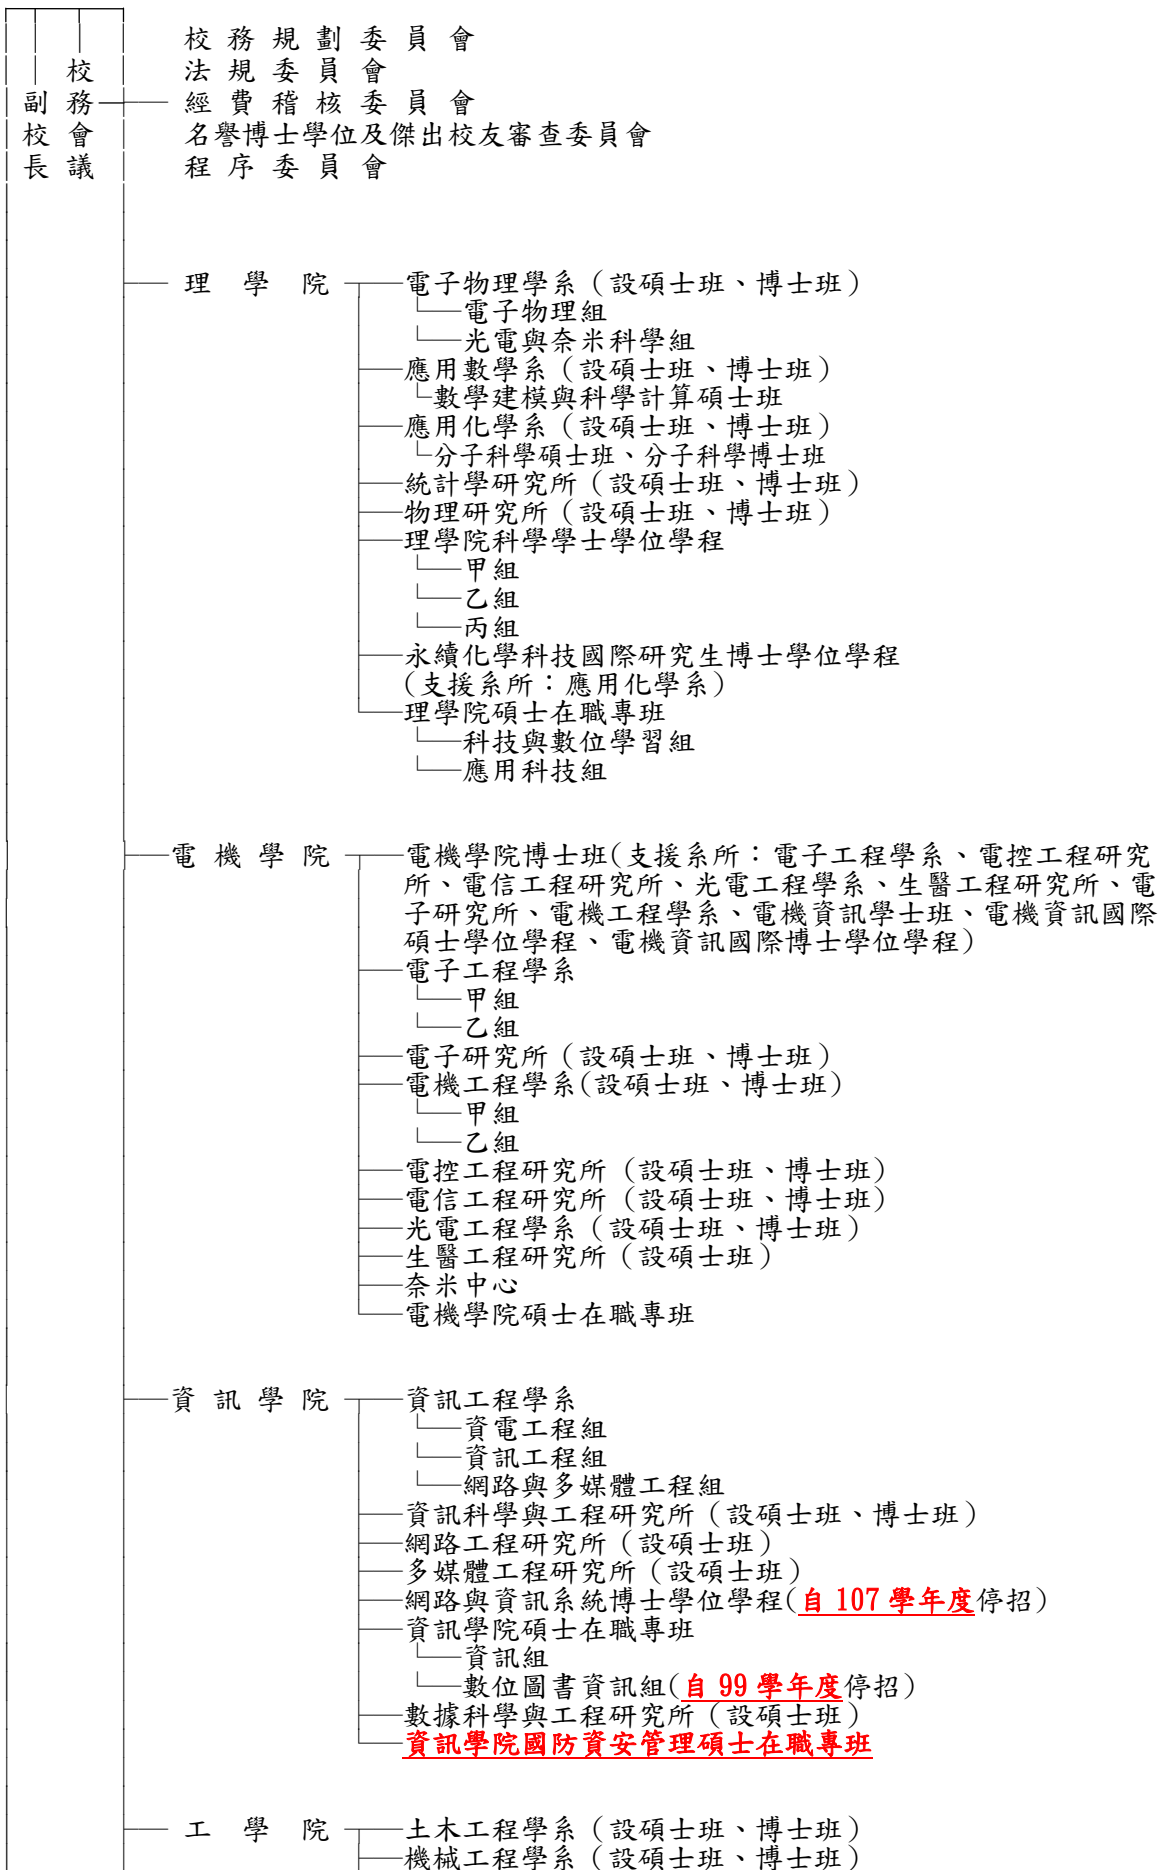 校務規劃委員會
法規委員會
副校長
校務會議
經費稽核委員會
名譽博士學位及傑出校友審查委員會
程序委員會
理學院
電子物理學系（設碩士班、博士班）
電子物理組
光電與奈米科學組
應用數學系（設碩士班、博士班）
數學建模與科學計算碩士班
應用化學系（設碩士班、博士班）
分子科學碩士班、分子科學博士班
統計學研究所（設碩士班、博士班）
物理研究所（設碩士班、博士班）
理學院科學學士學位學程
甲組
乙組
丙組
永續化學科技國際研究生博士學位學程
（支援系所：應用化學系）
理學院碩士在職專班
科技與數位學習組
應用科技組
電機學院
電機學院博士班(支援系所：電子工程學系、電控工程研究
所、電信工程研究所、光電工程學系、生醫工程研究所、電
子研究所、電機工程學系、電機資訊學士班、電機資訊國際
碩士學位學程、電機資訊國際博士學位學程）
電子工程學系
甲組
乙組
電子研究所（設碩士班、博士班）
電機工程學系(設碩士班、博士班）
甲組
乙組
電控工程研究所（設碩士班、博士班）
電信工程研究所（設碩士班、博士班）
光電工程學系（設碩士班、博士班）
生醫工程研究所（設碩士班）
奈米中心
電機學院碩士在職專班
資訊學院
資訊工程學系
資電工程組
資訊工程組
網路與多媒體工程組
資訊科學與工程研究所（設碩士班、博士班）
網路工程研究所（設碩士班）
多媒體工程研究所（設碩士班）
網路與資訊系統博士學位學程(自 107 學年度停招）
資訊學院碩士在職專班
資訊組
數位圖書資訊組(自 99 學年度停招）
數據科學與工程研究所（設碩士班）
資訊學院國防資安管理碩士在職專班
工學院
土木工程學系（設碩士班、博士班）
機械工程學系（設碩士班、博士班）